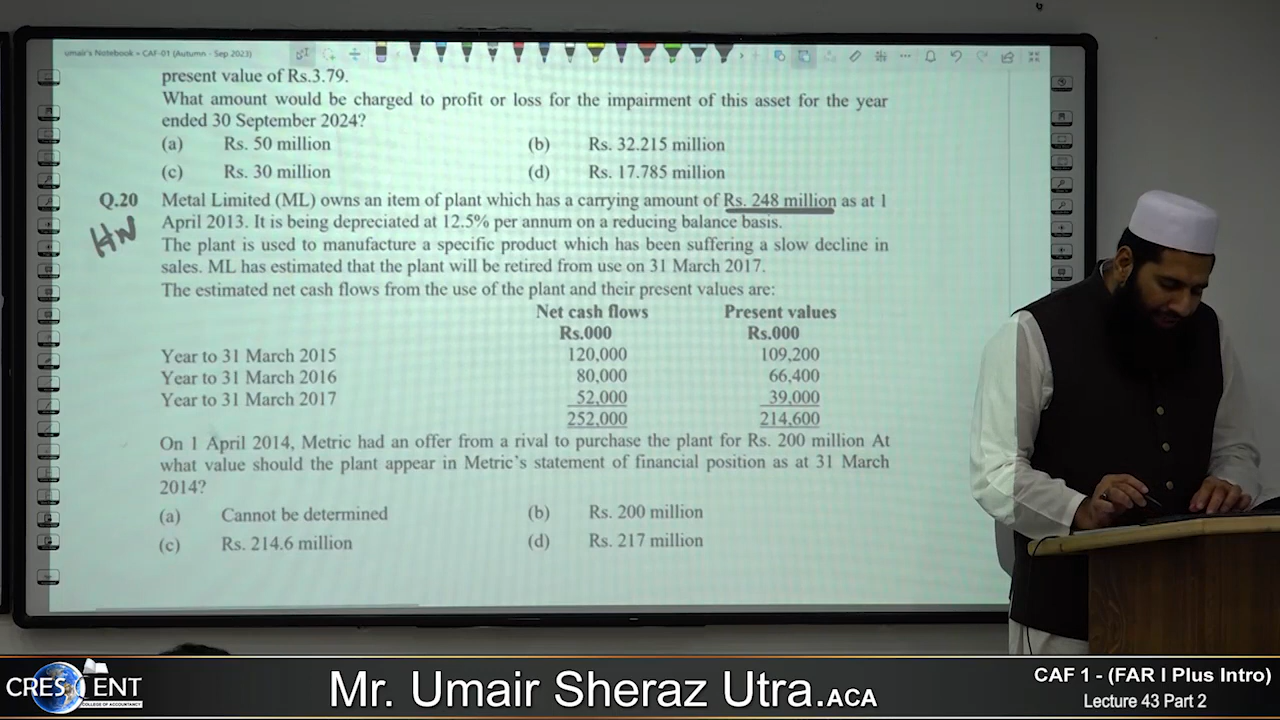 umair's Notebook - CAF-01 (Autumn - Sep 2023)
present value of Rs.3.79.
What amount would be charged to profit or loss for the impairment of this asset for the year
ended 30 September 2024?
(a) Rs. 50 million (b) Rs. 32.215 million
(c) Rs. 30 million (d) Rs. 17.785 million
Q.20 Metal Limited (ML) owns an item of plant which has a carrying amount of Rs. 248 million as at 1
April 2013. It is being depreciated at 12.5% per annum on a reducing balance basis.
HW
The plant is used to manufacture a specific product which has been suffering a slow decline in
sales. ML has estimated that the plant will be retired from use on 31 March 2017.
The estimated net cash flows from the use of the plant and their present values are:
Net cash flows Present values
Rs.000 Rs.000
Year to 31 March 2015 120,000 109,200
Year to 31 March 2016 80,000 66,400
Year to 31 March 2017 52,000 39,000
252,000 214,600
On 1 April 2014, Metric had an offer from a rival to purchase the plant for Rs. 200 million At
what value should the plant appear in Metric's statement of financial position as at 31 March
2014?
(a) Cannot be determined (b) Rs. 200 million
(c) Rs. 214.6 million (d) Rs. 217 million
CRESCENT
COLLEGE OF ACCOUNTANCY
Mr. Umair Sheraz Utra.ACA
CAF 1 - (FAR I Plus Intro)
Lecture 43 Part 2